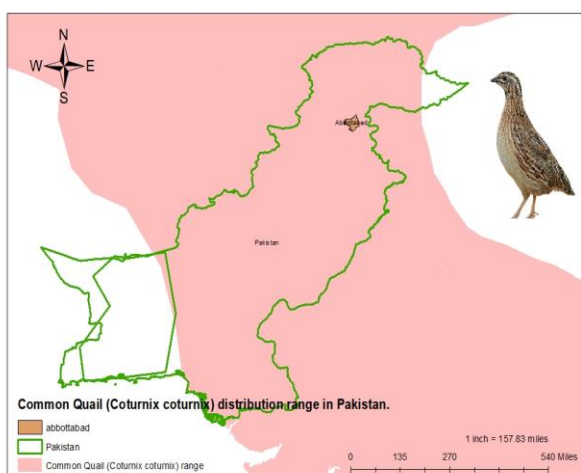 N
W E
S
Abbottabad
Pakistan
Common Quail (Coturnix coturnix) distribution range in Pakistan.
abbottabad
Pakistan
Common Quail (Coturnix coturnix) range
1 inch = 157.83 miles
0 135 270 540 Miles